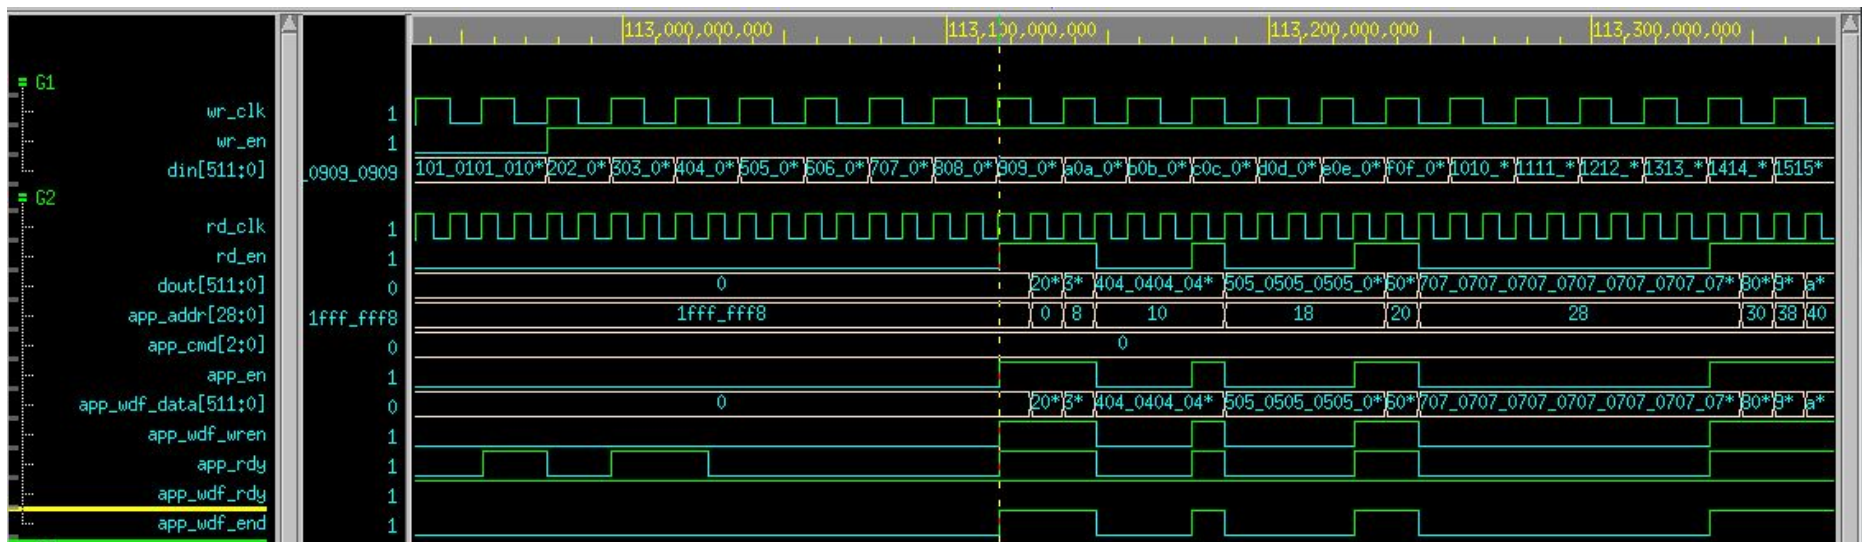 113,000,000,000 113,100,000,000 113,200,000,000 113,300,000,000
G1
wr_clk 1
wr_en 1
din[511:0] _0909_0909 101_0101_010* 202_0* 303_0* 404_0* 505_0* 606_0* 707_0* 808_0* 909_0* a0a_0* b0b_0* c0c_0* d0d_0* e0e_0* f0f_0* 1010_* 1111_* 1212_* 1313_* 1414_* 1515*
G2
rd_clk 1
rd_en 1
dout[511:0] 0 0 20* 3* 404_0404_04* 505_0505_0505_0* 60* 707_0707_0707_0707_0707_0707_07* 80* 9* a*
app_addr[28:0] 1fff_fff8 1fff_fff8 0 8 10 18 20 28 30 38 40
app_cmd[2:0] 0 0
app_en 1
app_wdf_data[511:0] 0 0 20* 3* 404_0404_04* 505_0505_0505_0* 60* 707_0707_0707_0707_0707_0707_07* 80* 9* a*
app_wdf_wren 1
app_rdy 1
app_wdf_rdy 1
app_wdf_end 1